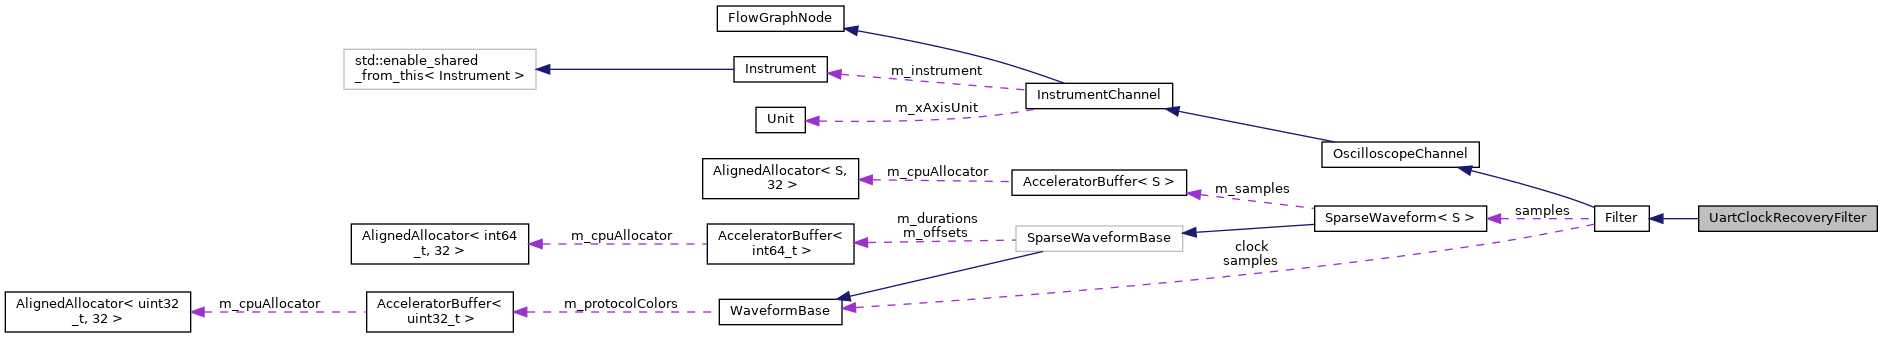 FlowGraphNode
std::enable_shared
_from_this< Instrument >
Instrument
m_instrument
InstrumentChannel
m_xAxisUnit
Unit
OscilloscopeChannel
AlignedAllocator< S,
32 >
m_cpuAllocator
AcceleratorBuffer< S >
m_samples
SparseWaveform< S >
samples
Filter
UartClockRecoveryFilter
AlignedAllocator< int64
_t, 32 >
m_cpuAllocator
AcceleratorBuffer<
int64_t >
m_durations
m_offsets
SparseWaveformBase
clock
samples
AlignedAllocator< uint32
_t, 32 >
m_cpuAllocator
AcceleratorBuffer<
uint32_t >
m_protocolColors
WaveformBase